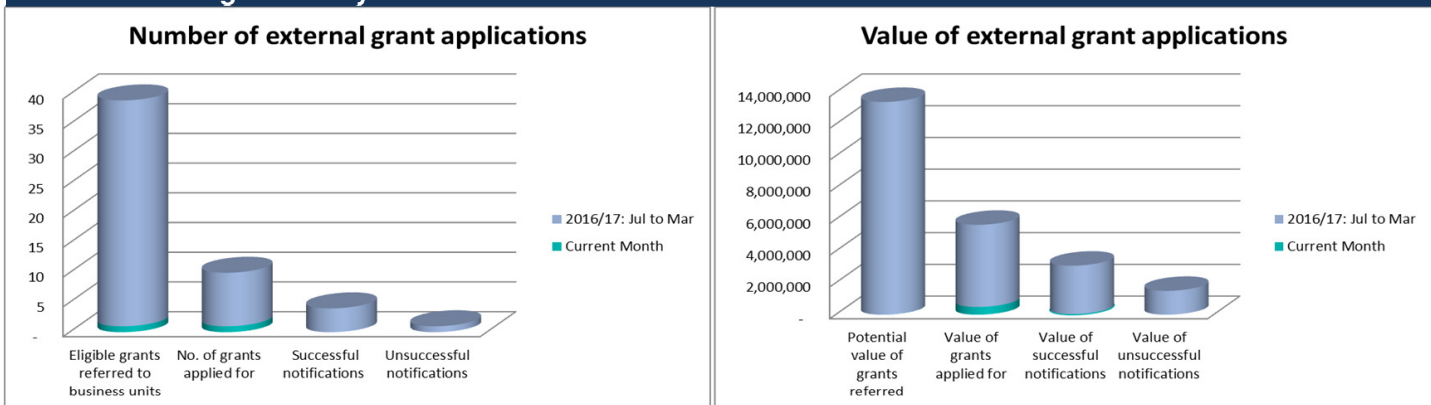 Number of external grant applications
40
35
30
25
20
15
10
5
-
Eligible grants
referred to
business units
No. of grants
applied for
Successful
notifications
Unsuccessful
notifications
2016/17: Jul to Mar
Current Month
Value of external grant applications
14,000,000
12,000,000
10,000,000
8,000,000
6,000,000
4,000,000
2,000,000
-
Potential
value of
grants
referred
Value of
grants
applied for
Value of
successful
notifications
Value of
unsuccessful
notifications
2016/17: Jul to Mar
Current Month